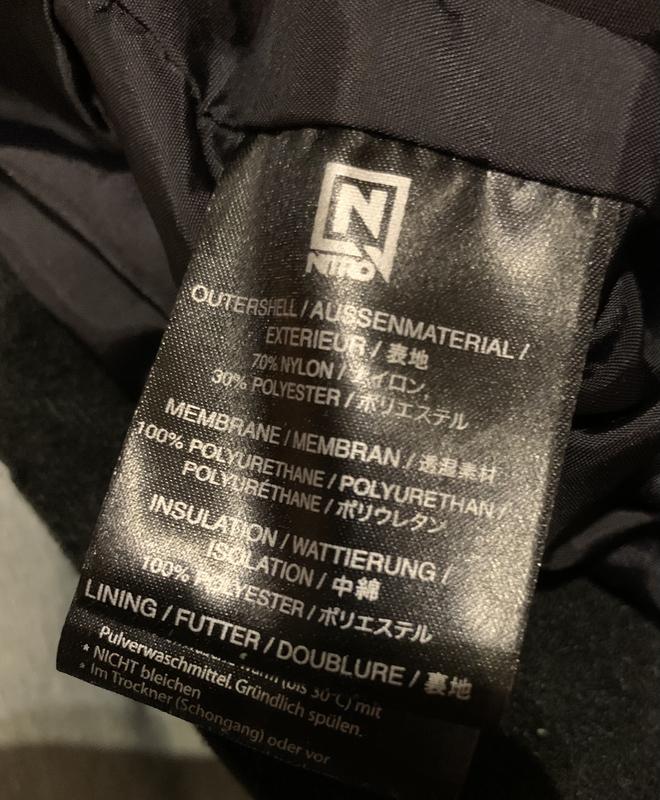 N
NITRO
OUTERSHELL / AUSSENMATERIAL /
EXTERIEUR / 表地
70% NYLON / ナイロン,
30% POLYESTER / ポリエステル
MEMBRANE / MEMBRAN / 透湿素材
100% POLYURETHANE / POLYURETHAN /
POLYURÉTHANE / ポリウレタン
INSULATION / WATTIERUNG /
ISOLATION / 中綿
100% POLYESTER / ポリエステル
LINING / FUTTER / DOUBLURE / 裏地
(bis 30°C) mit
Pulverwaschmittel. Gründlich spülen.
* NICHT bleichen
* Im Trockner (Schongang) oder vor